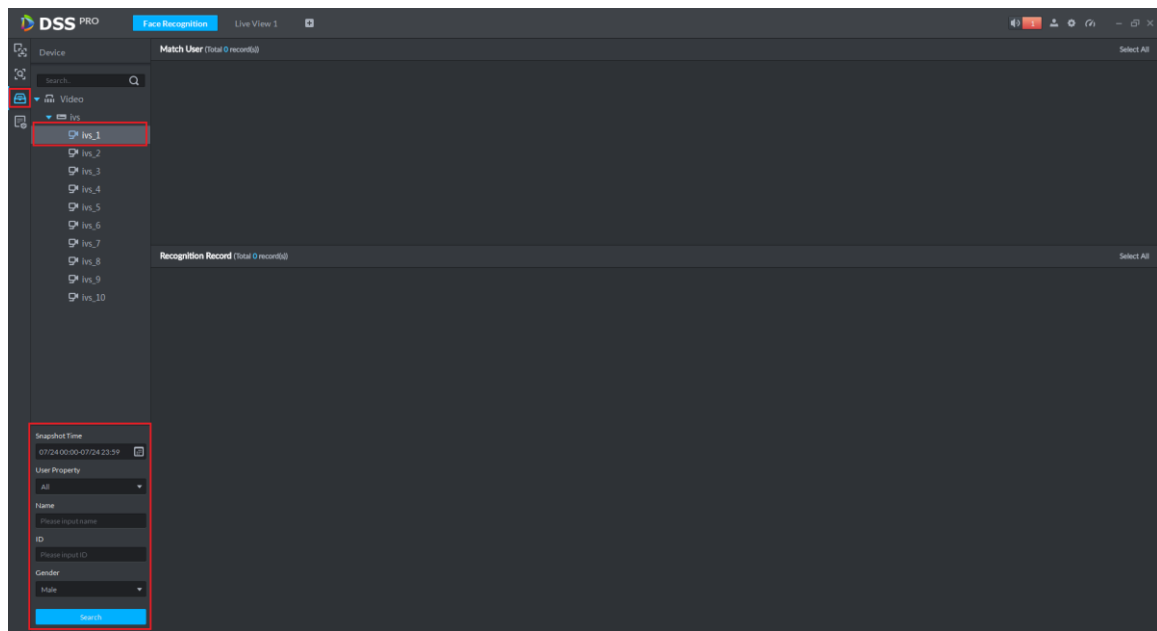 DSS PRO
Face Recognition
Live View 1
1
Device
Search..
Video
ivs
ivs_1
ivs_2
ivs_3
ivs_4
ivs_5
ivs_6
ivs_7
ivs_8
ivs_9
ivs_10
Snapshot Time
07/24 00:00-07/24 23:59
User Property
All
Name
Please input name
ID
Please input ID
Gender
Male
Search
Match User (Total 0 record(s))
Select All
Recognition Record (Total 0 record(s))
Select All